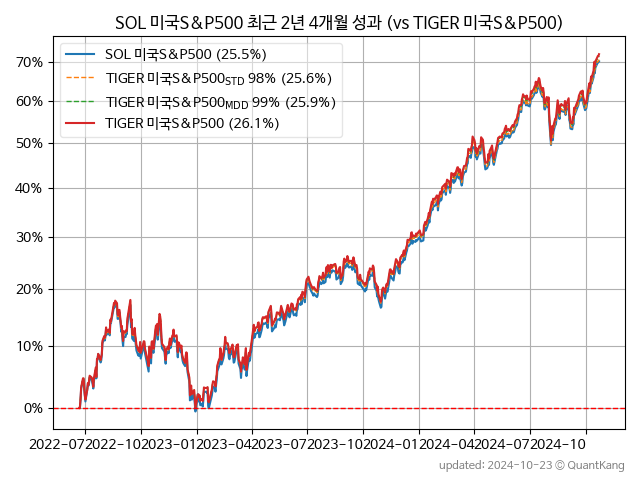 SOL 미국S&P500 최근 2년 4개월 성과 (vs TIGER 미국S&P500)
SOL 미국S&P500 (25.5%)
TIGER 미국S&P500STD 98% (25.6%)
TIGER 미국S&P500MDD 99% (25.9%)
TIGER 미국S&P500 (26.1%)
70%
60%
50%
40%
30%
20%
10%
0%
2022-07 2022-10 2023-01 2023-04 2023-07 2023-10 2024-01 2024-04 2024-07 2024-10
updated: 2024-10-23 © QuantKang